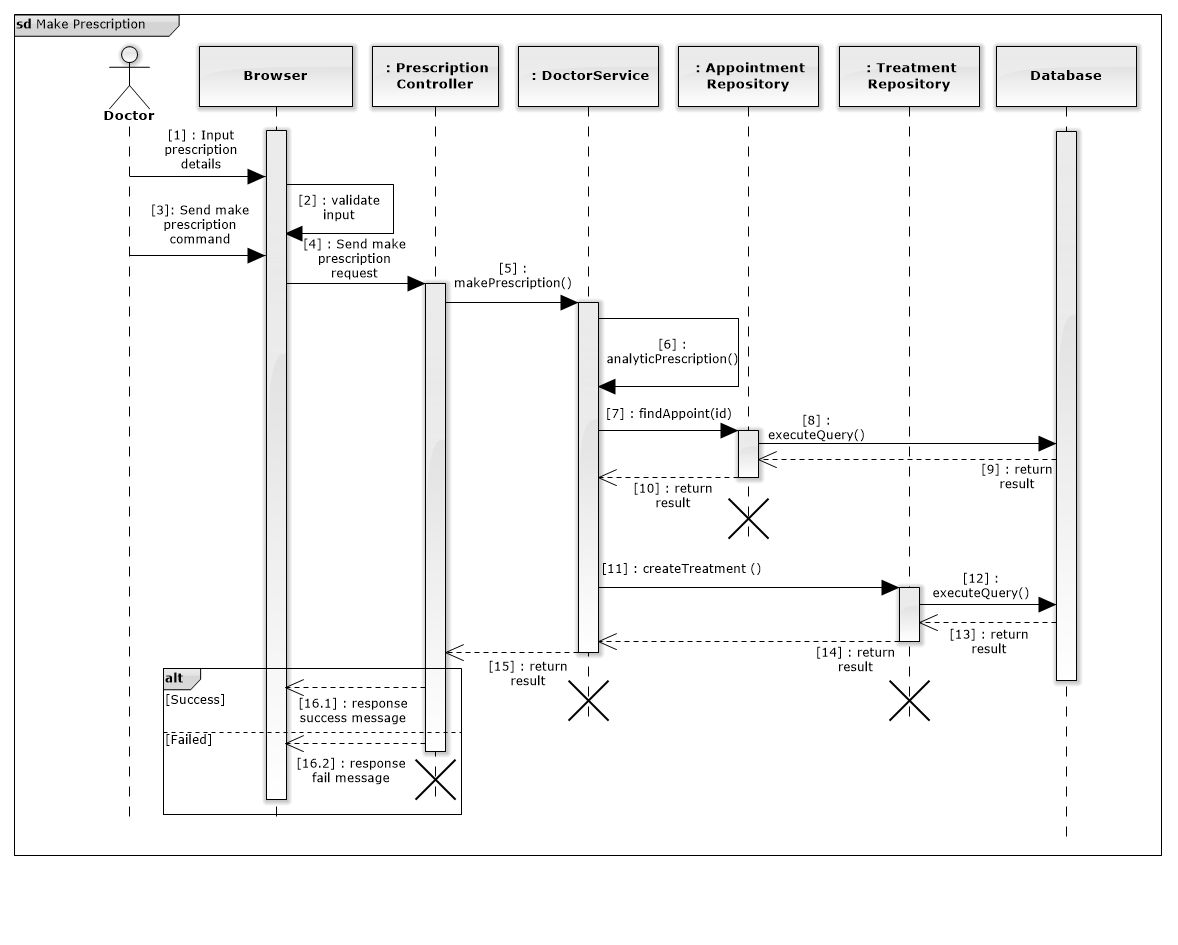 sd Make Prescription
Doctor
Browser
: Prescription
Controller
: DoctorService
: Appointment
Repository
: Treatment
Repository
Database
[1] : Input
prescription
details
[2] : validate
input
[3]: Send make
prescription
command
[4] : Send make
prescription
request
[5] :
makePrescription()
[6] :
analyticPrescription()
[7] : findAppoint(id)
[8] :
executeQuery()
[9] : return
result
[10] : return
result
[11] : createTreatment ()
[12] :
executeQuery()
[13] : return
result
[14] : return
result
[15] : return
result
alt
[Success]
[16.1] : response
success message
[Failed]
[16.2] : response
fail message